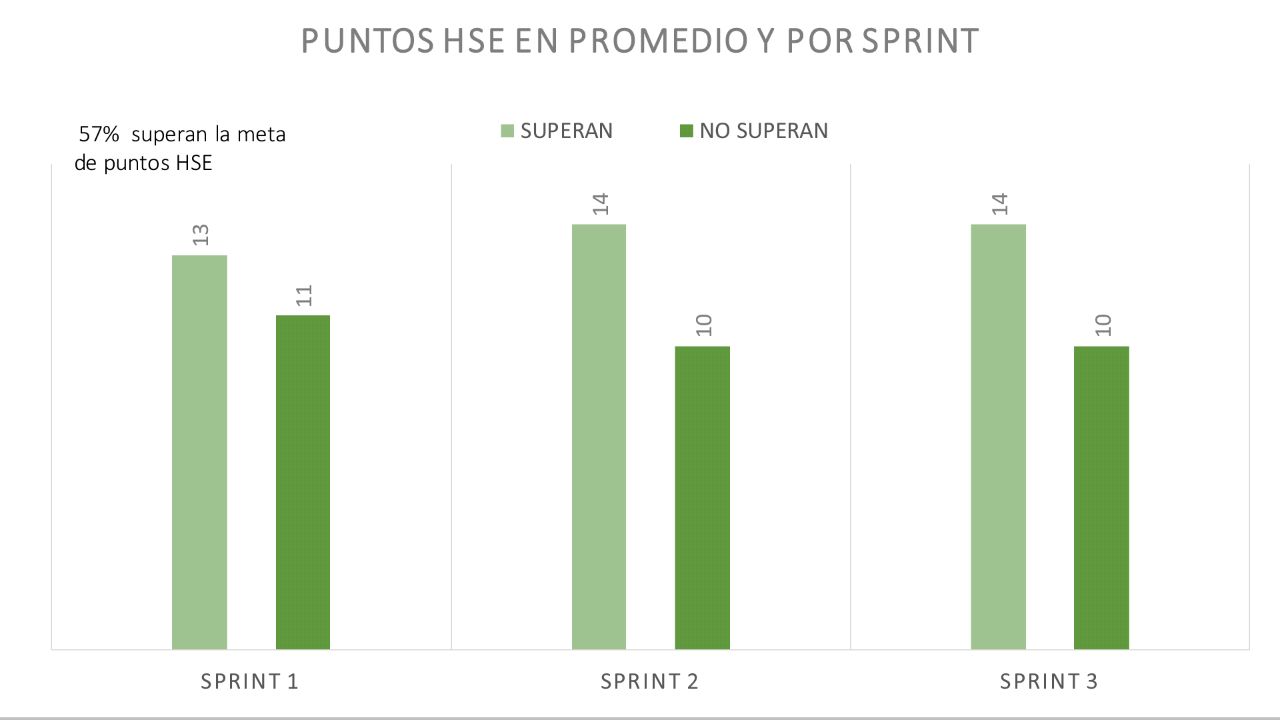 PUNTOS HSE EN PROMEDIO Y POR SPRINT
57% superan la meta
de puntos HSE
SUPERAN
NO SUPERAN
13
11
14
10
14
10
SPRINT 1
SPRINT 2
SPRINT 3